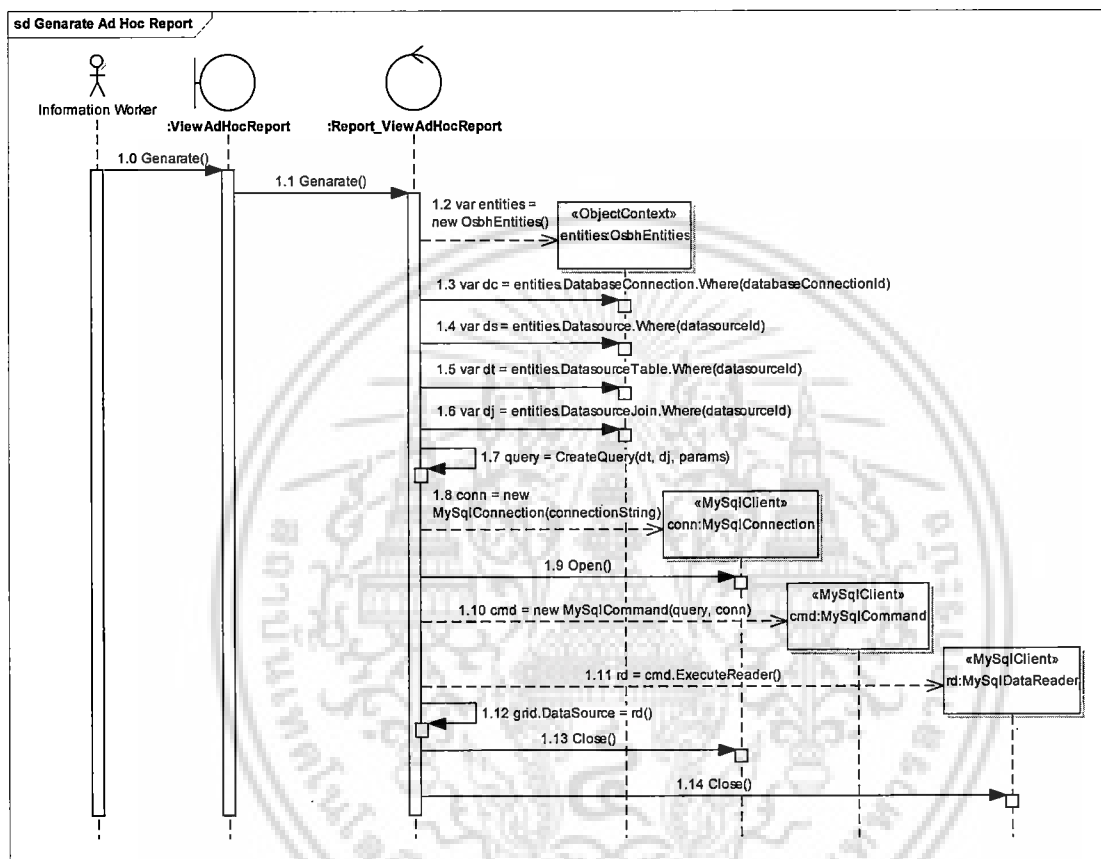 sd Genarate Ad Hoc Report
Information Worker
:ViewAdHocReport
:Report_ViewAdHocReport
1.0 Genarate()
1.1 Genarate()
1.2 var entities =
new OsbhEntities()
«ObjectContext»
entities:OsbhEntities
1.3 var dc = entities.DatabaseConnection.Where(databaseConnectionId)
1.4 var ds = entities.Datasource.Where(datasourceId)
1.5 var dt = entities.DatasourceTable.Where(datasourceId)
1.6 var dj = entities.DatasourceJoin.Where(datasourceId)
1.7 query = CreateQuery(dt, dj, params)
1.8 conn = new
MySqlConnection(connectionString)
«MySqlClient»
conn:MySqlConnection
1.9 Open()
«MySqlClient»
cmd:MySqlCommand
1.10 cmd = new MySqlCommand(query, conn)
«MySqlClient»
rd:MySqlDataReader
1.11 rd = cmd.ExecuteReader()
1.12 grid.DataSource = rd()
1.13 Close()
1.14 Close()